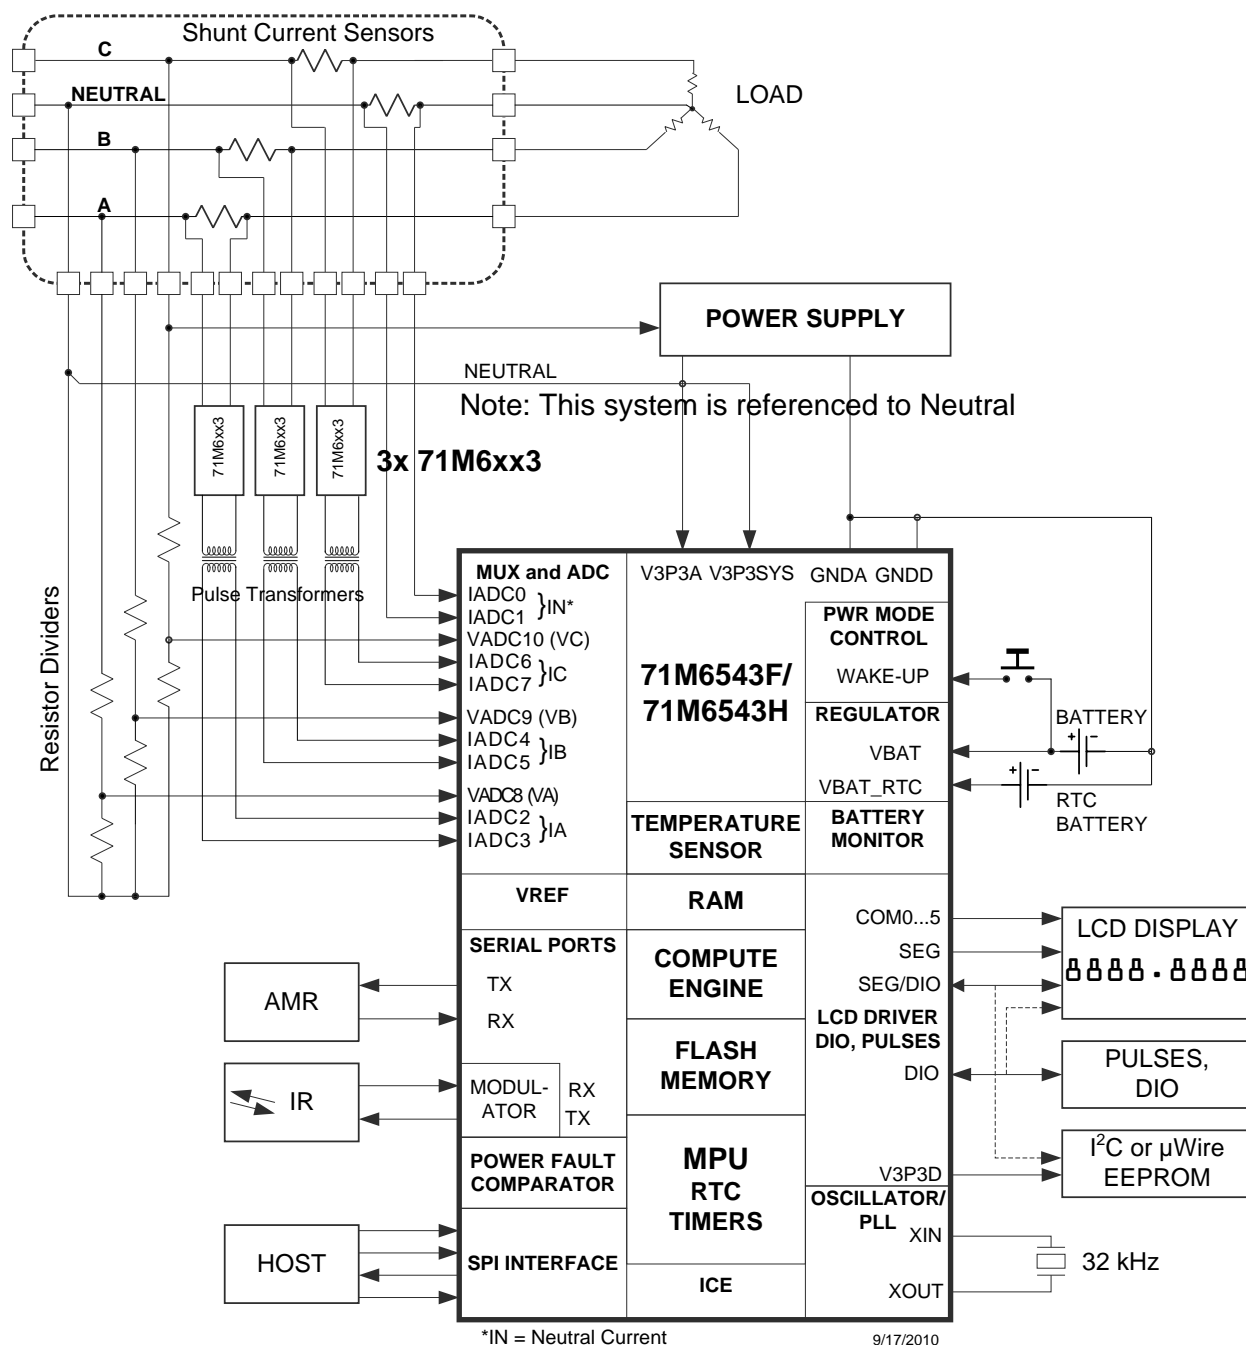 Shunt Current Sensors
C
NEUTRAL
B
A
LOAD
POWER SUPPLY
NEUTRAL
Note: This system is referenced to Neutral
71M6xx3
71M6xx3
71M6xx3
3x 71M6xx3
Pulse Transformers
Resistor Dividers
MUX and ADC
IADC0
IADC1
}IN*
VADC10 (VC)
IADC6
IADC7
}IC
VADC9 (VB)
IADC4
IADC5
}IB
VADC8 (VA)
IADC2
IADC3
}IA
V3P3A V3P3SYS
GNDA GNDD
71M6543F/
71M6543H
PWR MODE
CONTROL
WAKE-UP
REGULATOR
VBAT
VBAT_RTC
BATTERY
+ -
+ -
RTC
BATTERY
TEMPERATURE
SENSOR
BATTERY
MONITOR
VREF
RAM
SERIAL PORTS
TX
RX
COMPUTE
ENGINE
FLASH
MEMORY
COM0...5
SEG
SEG/DIO
LCD DRIVER
DIO, PULSES
DIO
V3P3D
LCD DISPLAY
8888.8888
PULSES,
DIO
I²C or µWire
EEPROM
AMR
IR
MODUL-
ATOR
RX
TX
POWER FAULT
COMPARATOR
MPU
RTC
TIMERS
OSCILLATOR/
PLL
XIN
XOUT
32 kHz
HOST
SPI INTERFACE
ICE
*IN = Neutral Current
9/17/2010